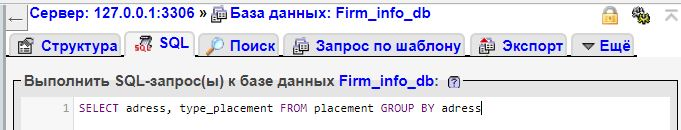 Сервер: 127.0.0.1:3306 » База данных: Firm_info_db
Структура SQL Поиск Запрос по шаблону Экспорт Ещё
Выполнить SQL-запрос(ы) к базе данных Firm_info_db:
1 SELECT adress, type_placement FROM placement GROUP BY adress